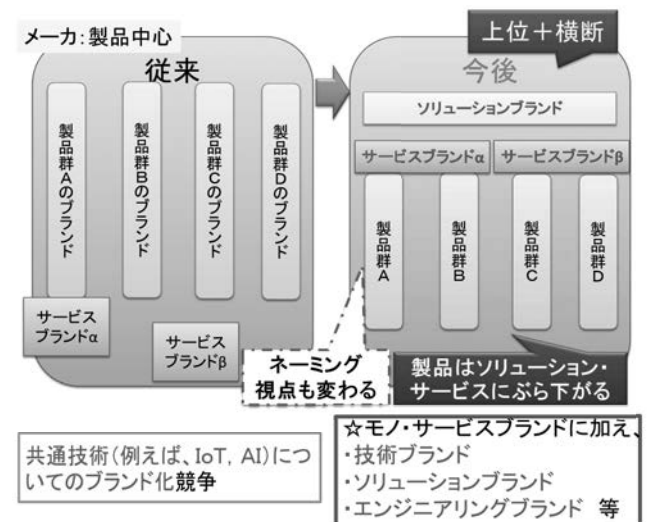 メーカ:製品中心
上位+横断
従来
今後
製品群Aのブランド
製品群Bのブランド
製品群Cのブランド
製品群Dのブランド
サービス
ブランドα
サービス
ブランドβ
ソリューションブランド
サービスブランドα
サービスブランドβ
製品群A
製品群B
製品群C
製品群D
ネーミング
視点も変わる
製品はソリューション・
サービスにぶら下がる
共通技術(例えば、IoT, AI)につ
いてのブランド化競争
☆モノ・サービスブランドに加え、
・技術ブランド
・ソリューションブランド
・エンジニアリングブランド 等